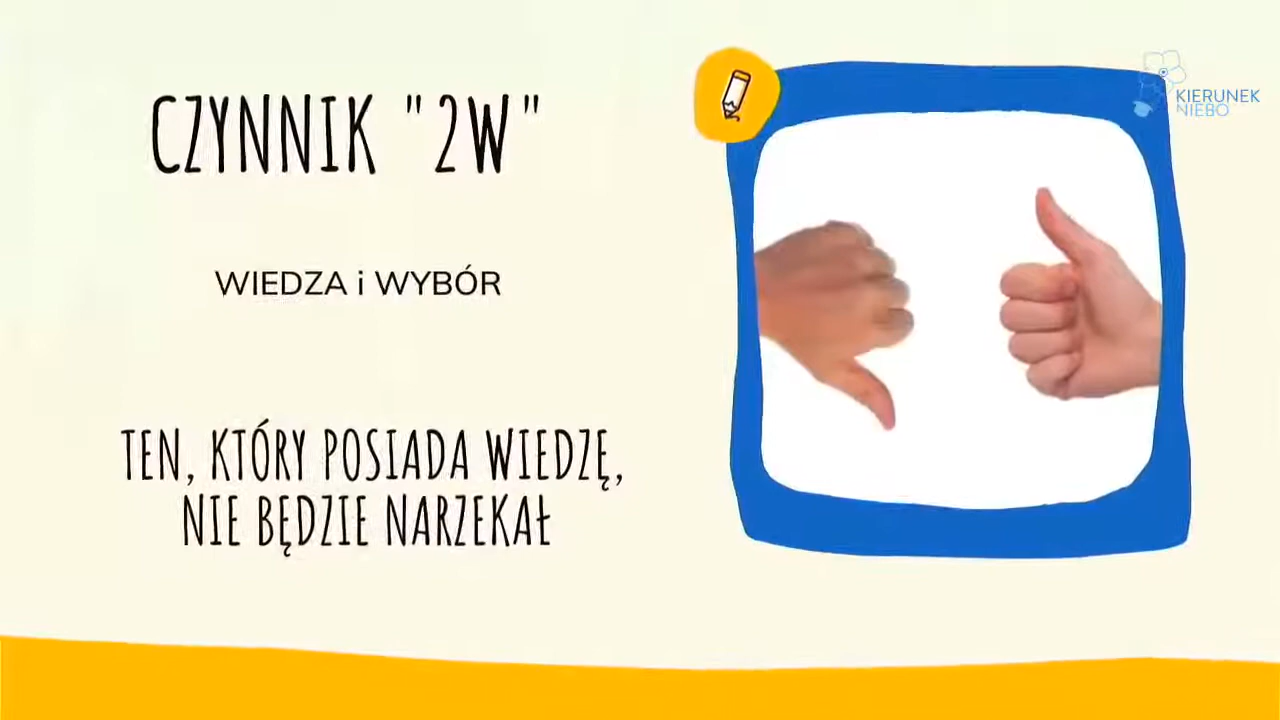 CZYNNIK "2W"
WIEDZA i WYBÓR
TEN, KTÓRY POSIADA WIEDZĘ,
NIE BĘDZIE NARZEKAŁ
KIERUNEK
NIEBO